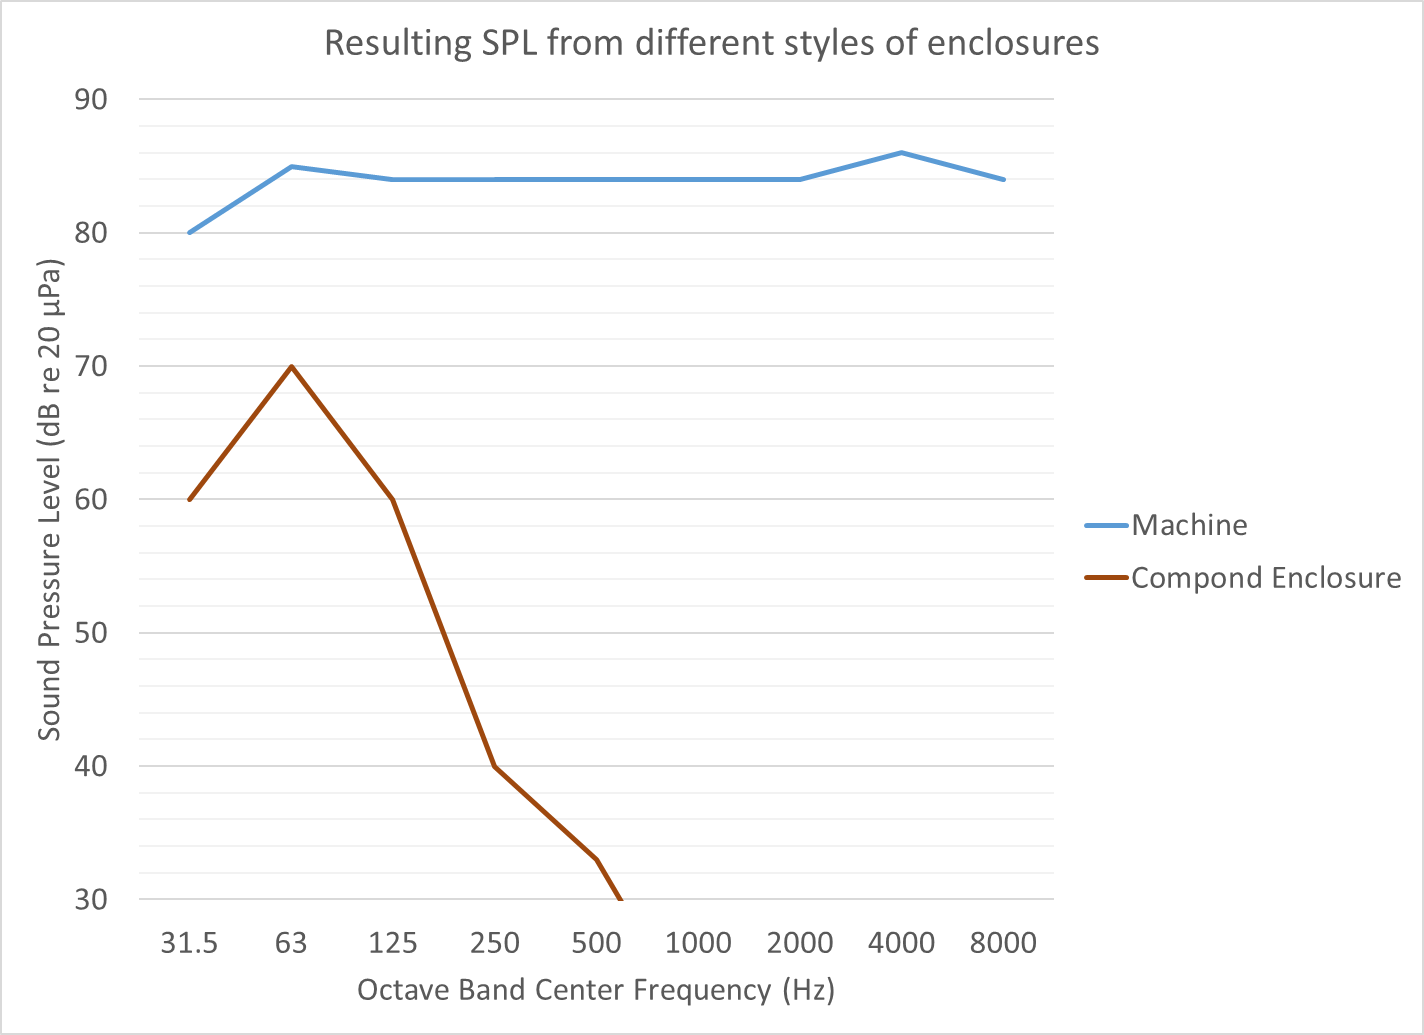 Resulting SPL from different styles of enclosures
90
80
70
60
50
40
30
Sound Pressure Level (dB re 20 µPa)
31.5 63 125 250 500 1000 2000 4000 8000
Octave Band Center Frequency (Hz)
Machine
Compond Enclosure